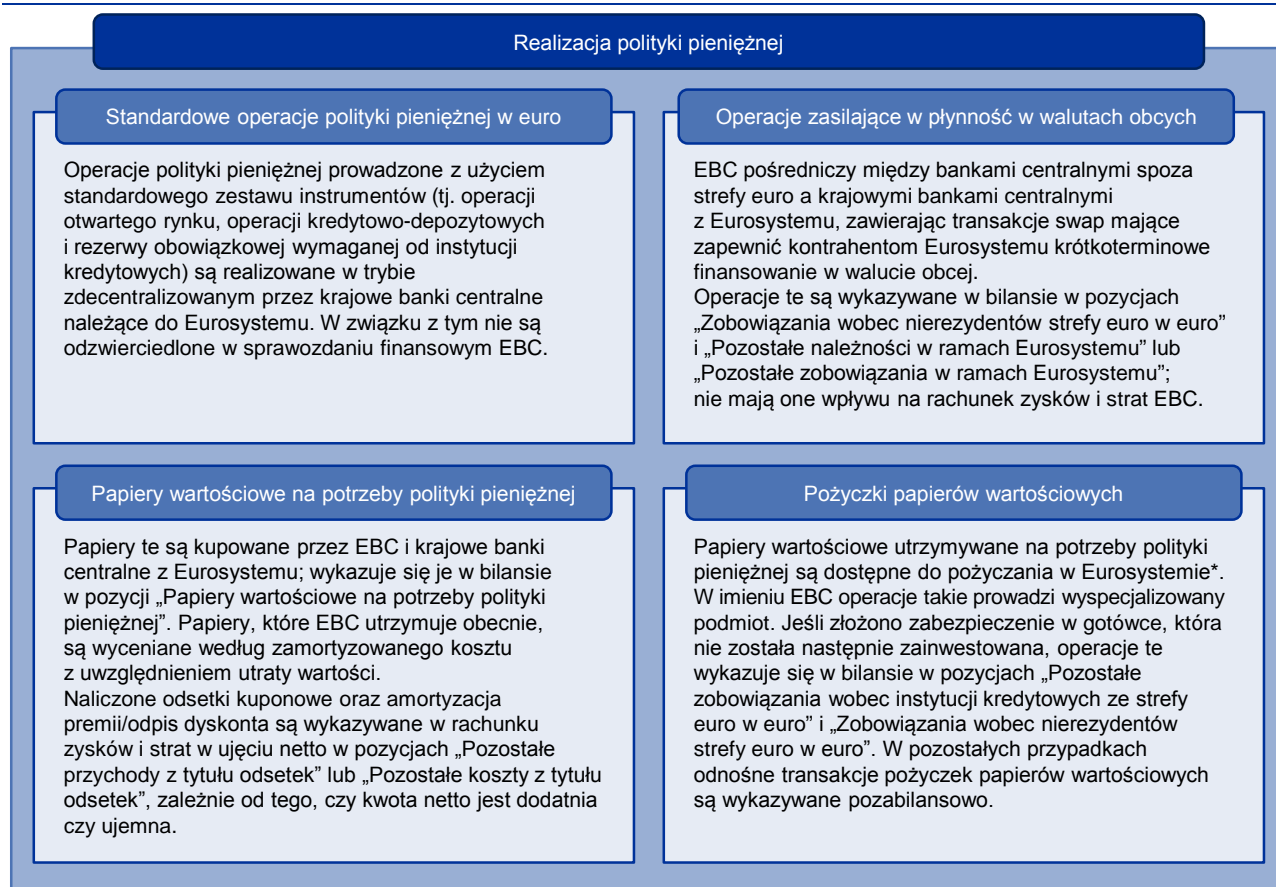 Realizacja polityki pieniężnej
Standardowe operacje polityki pieniężnej w euro
Operacje polityki pieniężnej prowadzone z użyciem
standardowego zestawu instrumentów (tj. operacji
otwartego rynku, operacji kredytowo-depozytowych
i rezerwy obowiązkowej wymaganej od instytucji
kredytowych) są realizowane w trybie
zdecentralizowanym przez krajowe banki centralne
należące do Eurosystemu. W związku z tym nie są
odzwierciedlone w sprawozdaniu finansowym EBC.
Operacje zasilające w płynność w walutach obcych
EBC pośredniczy między bankami centralnymi spoza
strefy euro a krajowymi bankami centralnymi
z Eurosystemu, zawierając transakcje swap mające
zapewnić kontrahentom Eurosystemu krótkoterminowe
finansowanie w walucie obcej.
Operacje te są wykazywane w bilansie w pozycjach
„Zobowiązania wobec nierezydentów strefy euro w euro”
i „Pozostałe należności w ramach Eurosystemu” lub
„Pozostałe zobowiązania w ramach Eurosystemu”;
nie mają one wpływu na rachunek zysków i strat EBC.
Papiery wartościowe na potrzeby polityki pieniężnej
Papiery te są kupowane przez EBC i krajowe banki
centralne z Eurosystemu; wykazuje się je w bilansie
w pozycji „Papiery wartościowe na potrzeby polityki
pieniężnej”. Papiery, które EBC utrzymuje obecnie,
są wyceniane według zamortyzowanego kosztu
z uwzględnieniem utraty wartości.
Naliczone odsetki kuponowe oraz amortyzacja
premii/odpis dyskonta są wykazywane w rachunku
zysków i strat w ujęciu netto w pozycjach „Pozostałe
przychody z tytułu odsetek” lub „Pozostałe koszty z tytułu
odsetek”, zależnie od tego, czy kwota netto jest dodatnia
czy ujemna.
Pożyczki papierów wartościowych
Papiery wartościowe utrzymywane na potrzeby polityki
pieniężnej są dostępne do pożyczania w Eurosystemie*.
W imieniu EBC operacje takie prowadzi wyspecjalizowany
podmiot. Jeśli złożono zabezpieczenie w gotówce, która
nie została następnie zainwestowana, operacje te
wykazuje się w bilansie w pozycjach „Pozostałe
zobowiązania wobec instytucji kredytowych ze strefy
euro w euro” i „Zobowiązania wobec nierezydentów
strefy euro w euro”. W pozostałych przypadkach
odnośne transakcje pożyczek papierów wartościowych
są wykazywane pozabilansowo.